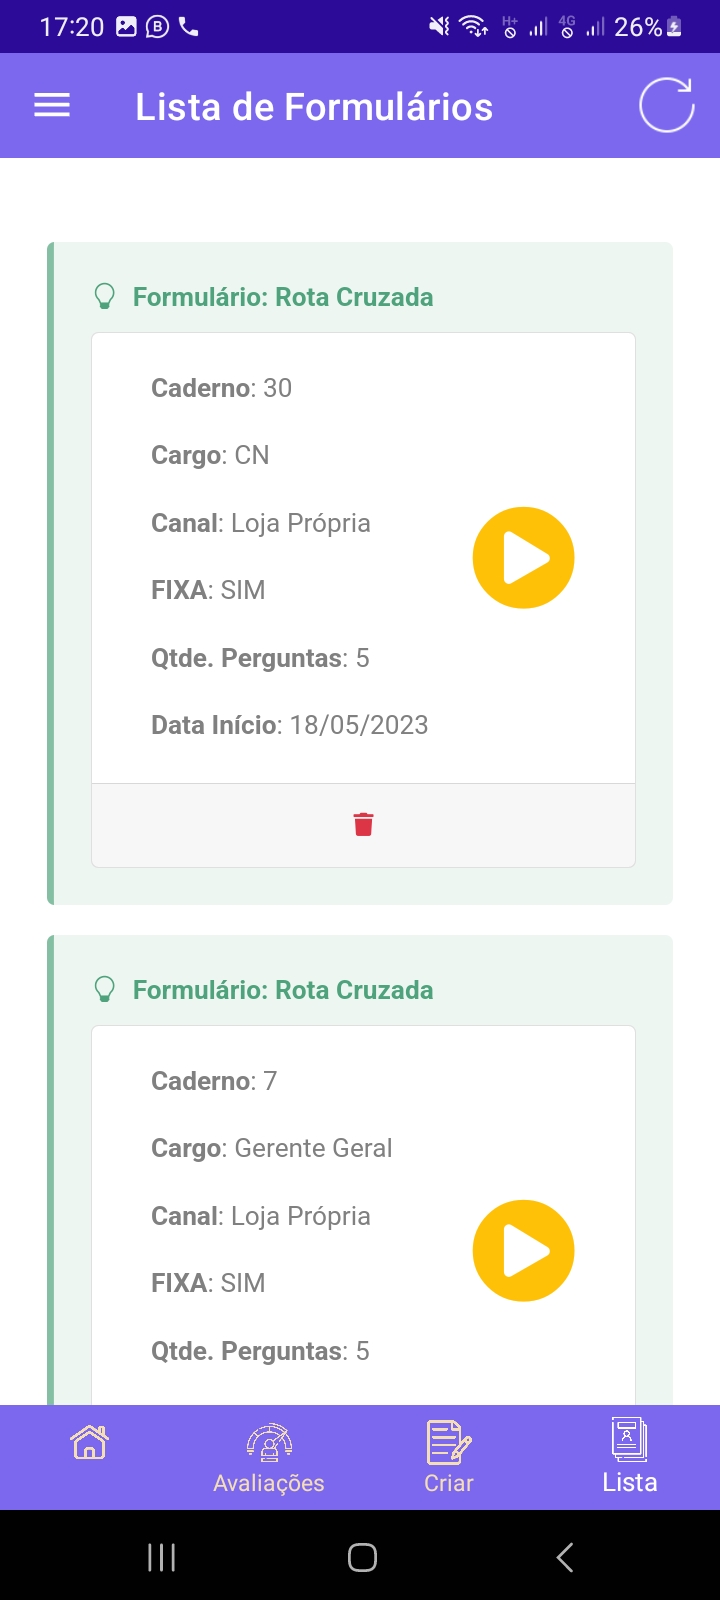 17:20
H+ 4G 26%
Lista de Formulários
Formulário: Rota Cruzada
Caderno: 30
Cargo: CN
Canal: Loja Própria
FIXA: SIM
Qtde. Perguntas: 5
Data Início: 18/05/2023
Formulário: Rota Cruzada
Caderno: 7
Cargo: Gerente Geral
Canal: Loja Própria
FIXA: SIM
Qtde. Perguntas: 5
Avaliações
Criar
Lista